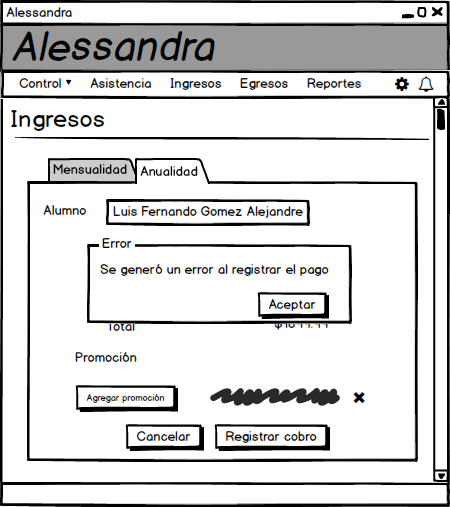 Alessandra
Alessandra
Control Asistencia Ingresos Egresos Reportes
Ingresos
Mensualidad Anualidad
Alumno Luis Fernando Gomez Alejandre
Error
Se generó un error al registrar el pago
Aceptar
Total
Promoción
Agregar promoción
Cancelar Registrar cobro